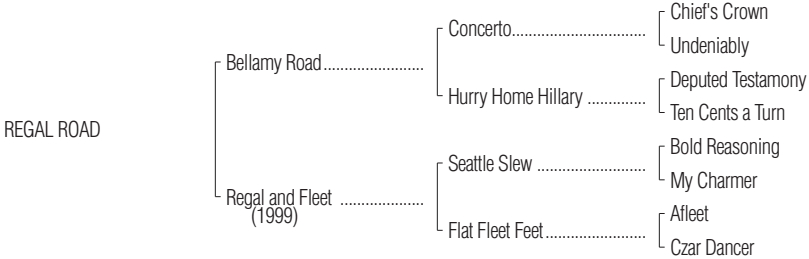 Chief's Crown
Concerto..............................
Undeniably
Bellamy Road.......................
Deputed Testamony
Hurry Home Hillary .............
Ten Cents a Turn
REGAL ROAD
Bold Reasoning
Seattle Slew ........................
My Charmer
Regal and Fleet ...................
(1999)
Afleet
Flat Fleet Feet.......................
Czar Dancer